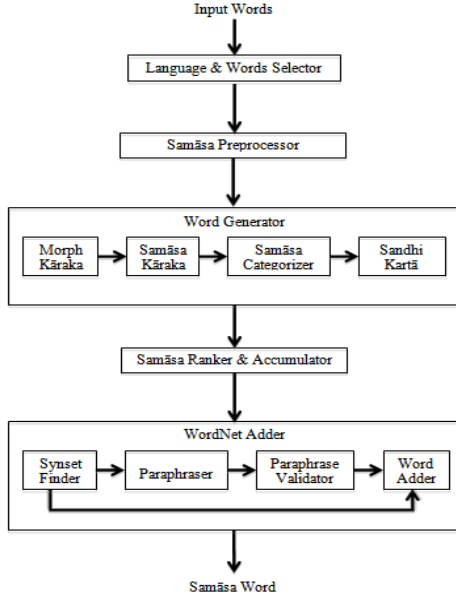 Input Words
Language & Words Selector
Samāsa Preprocessor
Word Generator
Morph
Kāraka
Samāsa
Kāraka
Samāsa
Categorizer
Sandhi
Kartā
Samāsa Ranker & Accumulator
WordNet Adder
Synset
Finder
Paraphraser
Paraphrase
Validator
Word
Adder
Samāsa Word